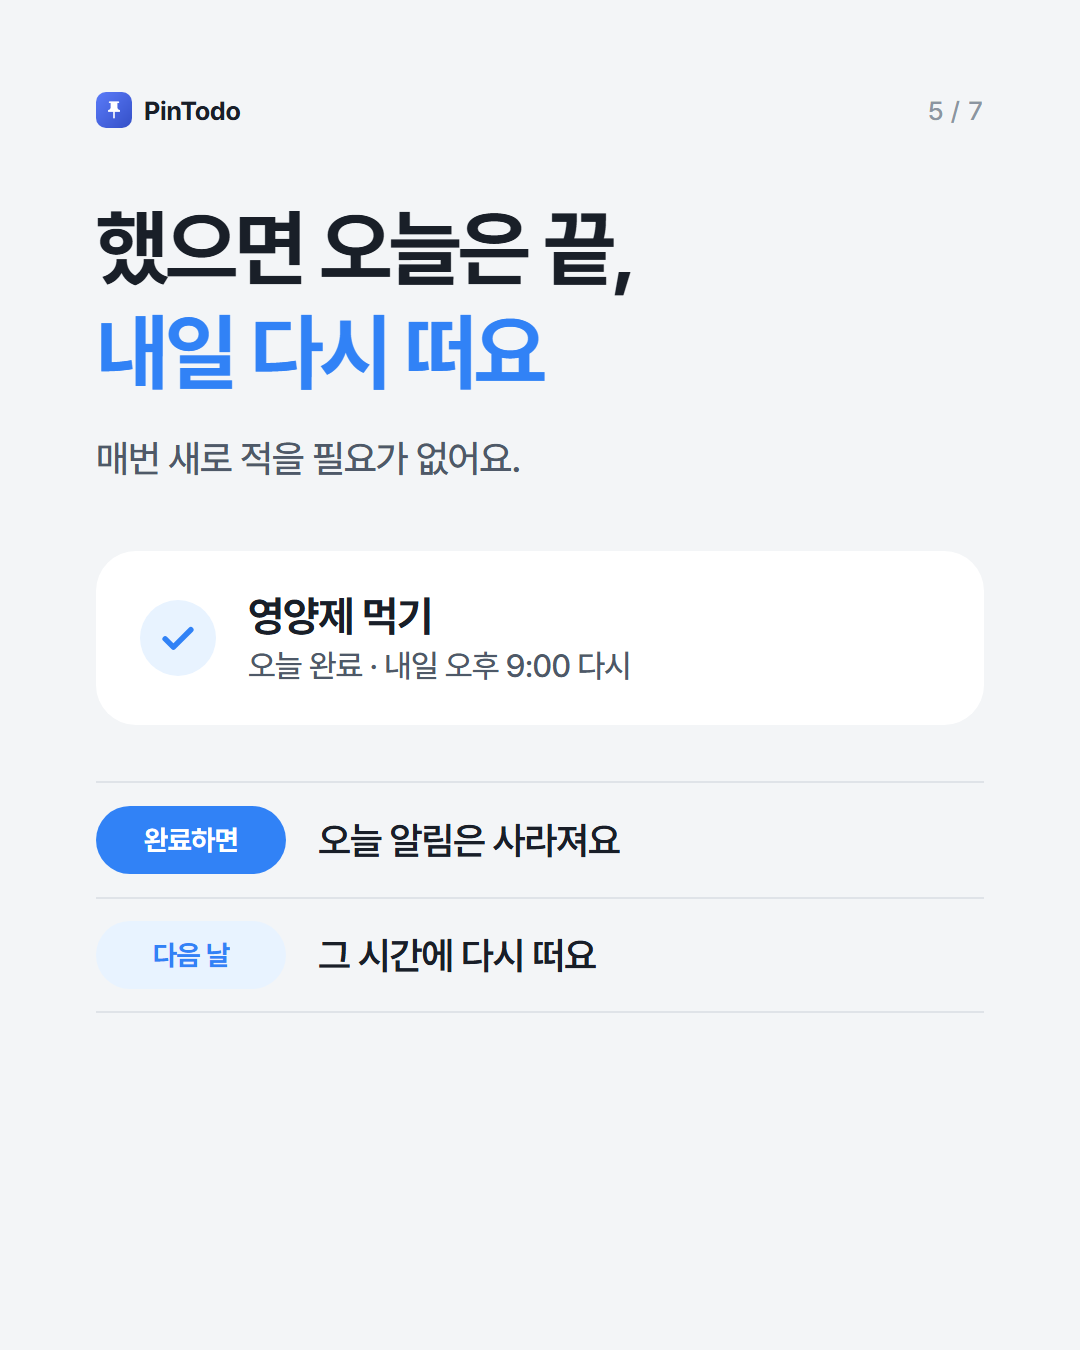 PinTodo
5 / 7
했으면 오늘은 끝,
내일 다시 떠요
매번 새로 적을 필요가 없어요.
영양제 먹기
오늘 완료 · 내일 오후 9:00 다시
완료하면 오늘 알림은 사라져요
다음 날 그 시간에 다시 떠요